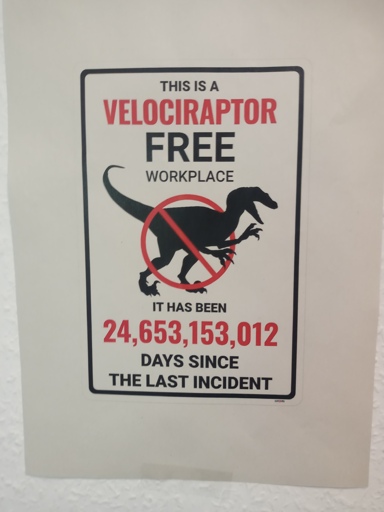 THIS IS A
VELOCIRAPTOR
FREE
WORKPLACE
IT HAS BEEN
24,653,153,012
DAYS SINCE
THE LAST INCIDENT